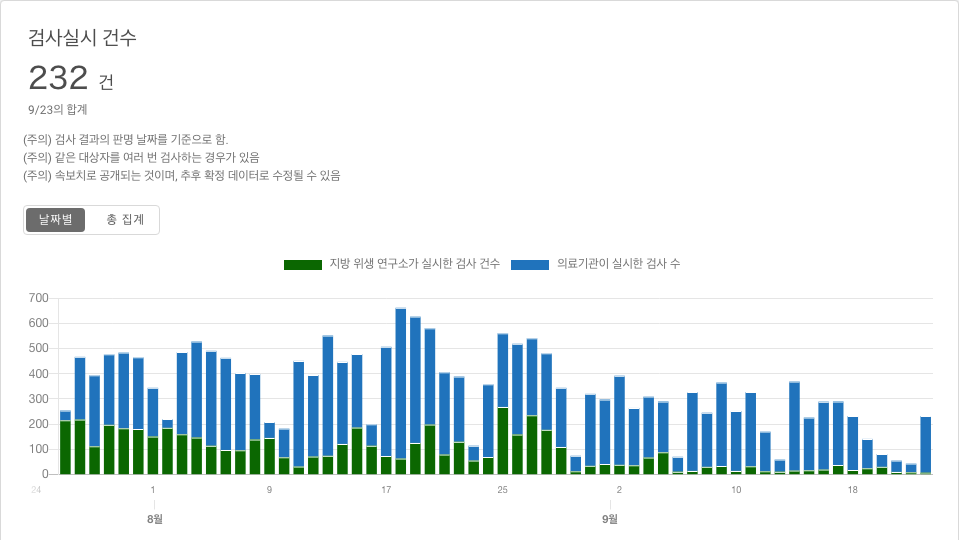 검사실시 건수
232 건
9/23의 합계
(주의) 검사 결과의 판명 날짜를 기준으로 함.
(주의) 같은 대상자를 여러 번 검사하는 경우가 있음
(주의) 속보치로 공개되는 것이며, 추후 확정 데이터로 수정될 수 있음
날짜별 총 집계
지방 위생 연구소가 실시한 검사 건수 의료기관이 실시한 검사 수
700
600
500
400
300
200
100
0
24 1 9 17 25 2 10 18
8월 9월